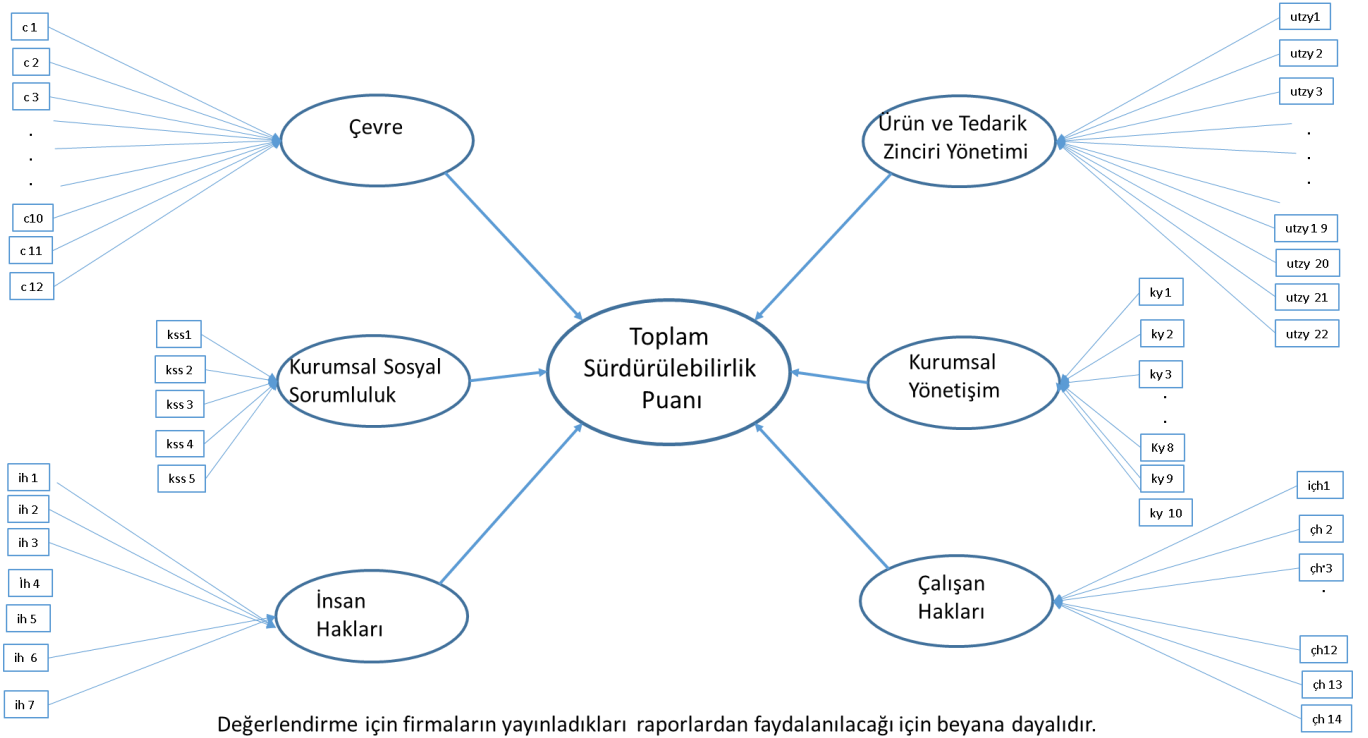 c 1
c 2
c 3
.
.
.
c10
c 11
c 12
Çevre
utzy1
utzy 2
utzy 3
.
.
.
utzy 1 9
utzy 20
utzy 21
utzy 22
Ürün ve Tedarik
Zinciri Yönetimi
kss1
kss 2
kss 3
kss 4
kss 5
Kurumsal Sosyal
Sorumluluk
Toplam
Sürdürülebilirlik
Puanı
Kurumsal
Yönetişim
ky 1
ky 2
ky 3
.
.
Ky 8
ky 9
ky 10
ih 1
ih 2
ih 3
İh 4
ih 5
ih 6
ih 7
İnsan
Hakları
Çalışan
Hakları
içh1
çh 2
çh*3
.
çh12
çh 13
çh 14
Değerlendirme için firmaların yayınladıkları raporlardan faydalanılacağı için beyana dayalıdır.